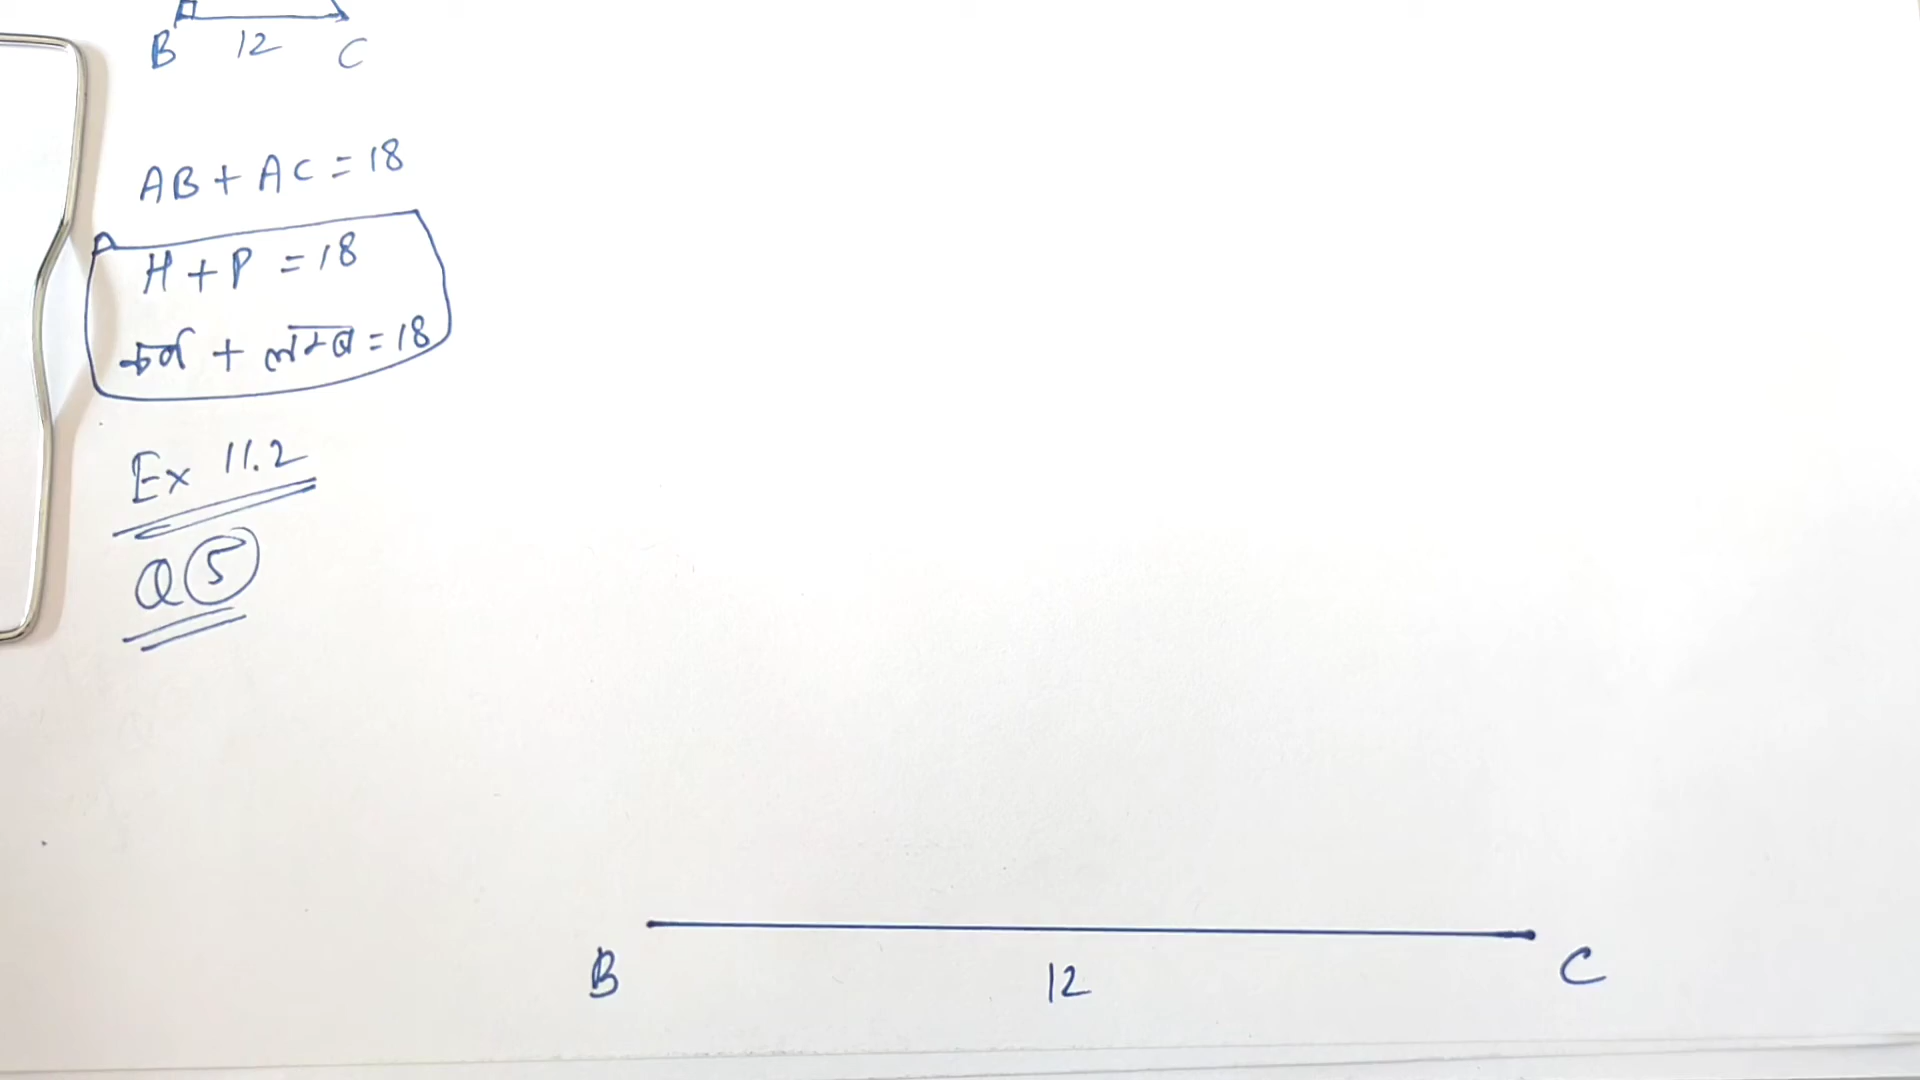 B 12 C
AB + AC = 18
H + P = 18
कर्ण + लम्ब = 18
Ex 11.2
Q 5
B 12 C